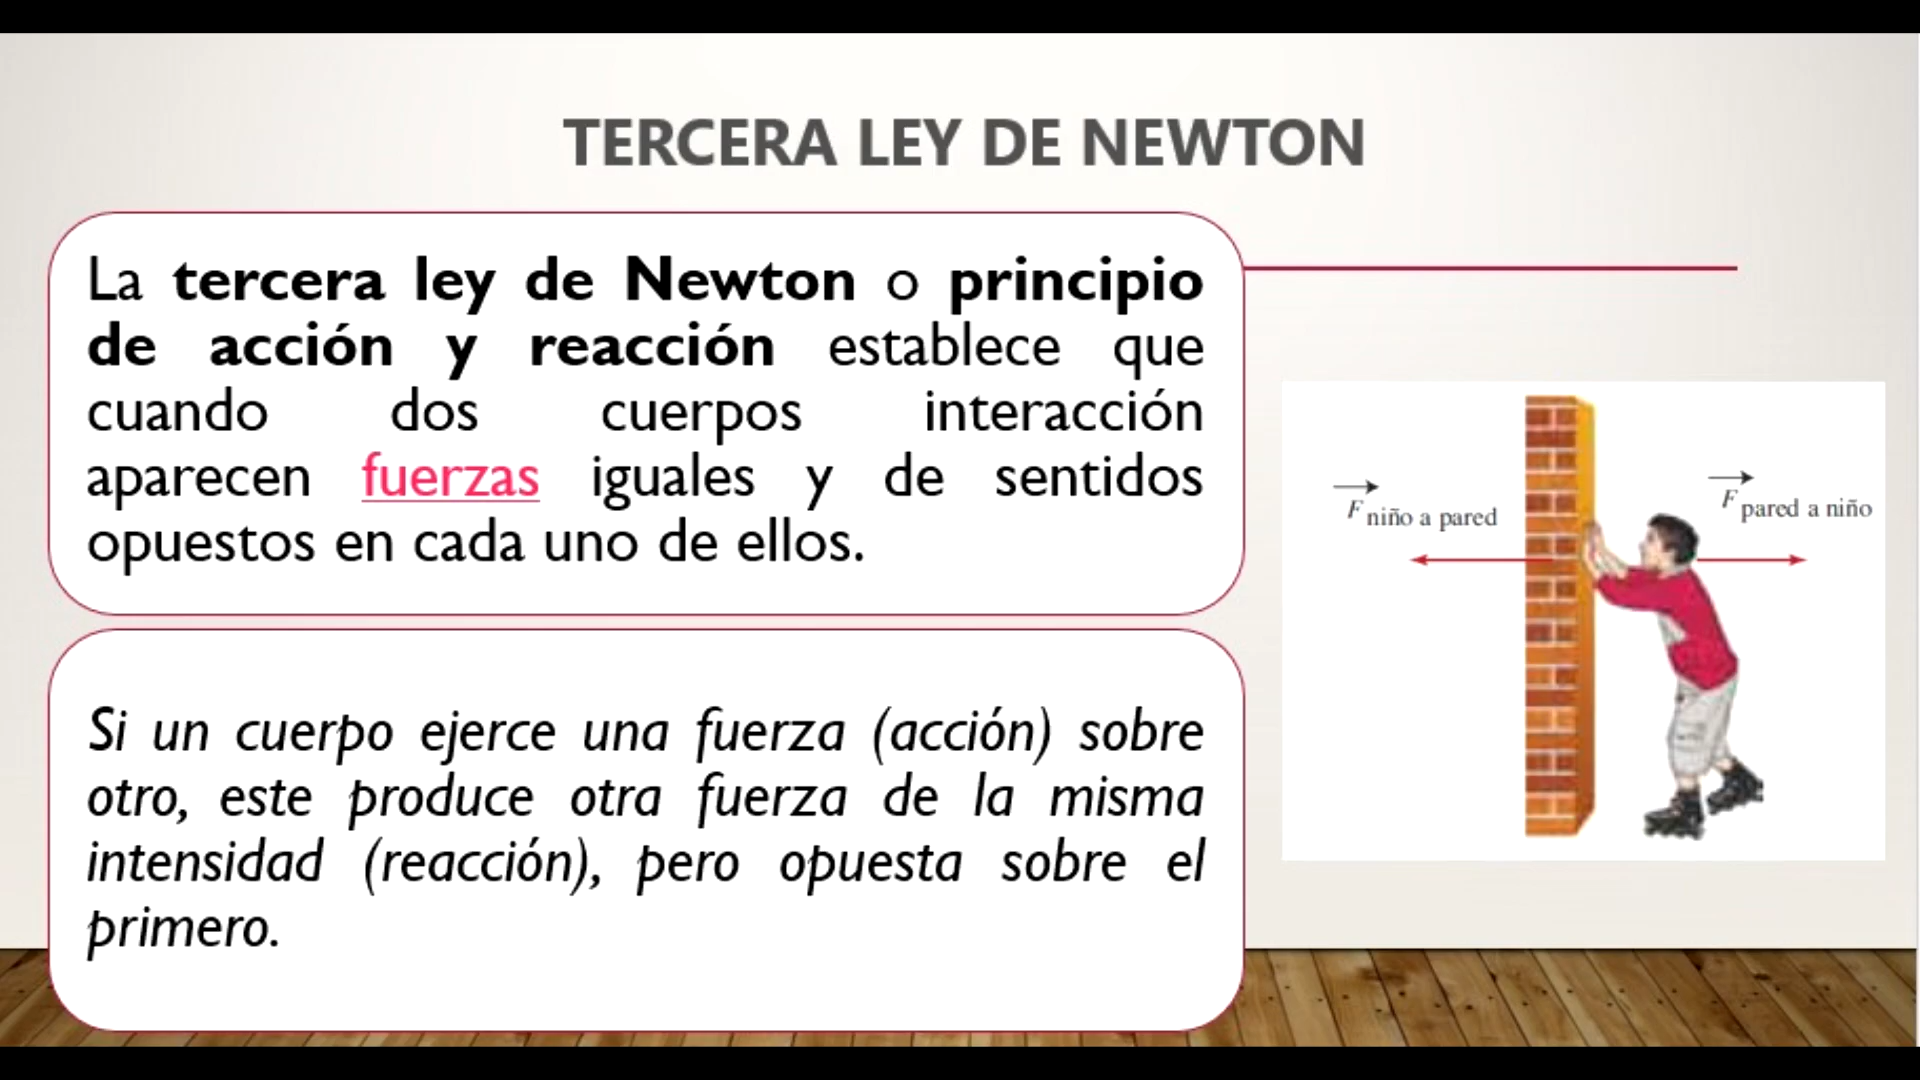 TERCERA LEY DE NEWTON
La tercera ley de Newton o principio
de acción y reacción establece que
cuando dos cuerpos interacción
aparecen fuerzas iguales y de sentidos
opuestos en cada uno de ellos.
Si un cuerpo ejerce una fuerza (acción) sobre
otro, este produce otra fuerza de la misma
intensidad (reacción), pero opuesta sobre el
primero.
F niño a pared
F pared a niño